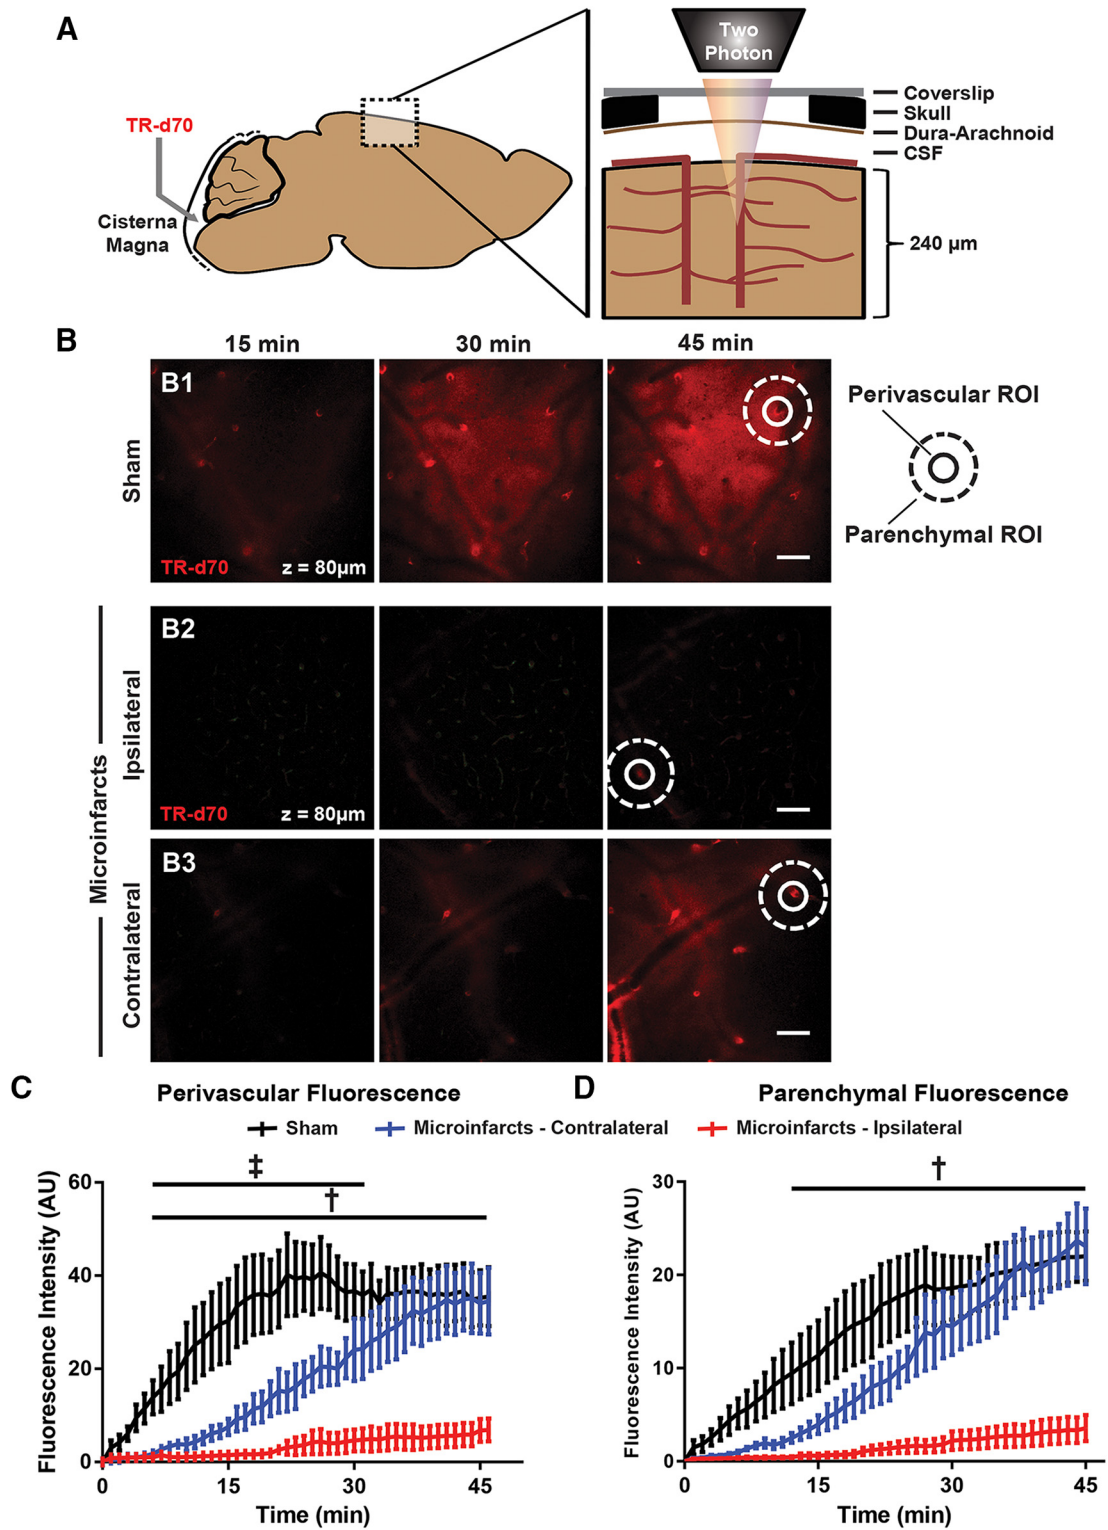 A
Two
Photon
Coverslip
Skull
Dura-Arachnoid
CSF
TR-d70
Cisterna
Magna
240 µm
B
15 min
30 min
45 min
B1
Sham
TR-d70
z = 80µm
Perivascular ROI
Parenchymal ROI
Microinfarcts
Ipsilateral
B2
TR-d70
z = 80µm
Contralateral
B3
C
Perivascular Fluorescence
D
Parenchymal Fluorescence
Sham
Microinfarcts - Contralateral
Microinfarcts - Ipsilateral
‡
†
Fluorescence Intensity (AU)
60
40
20
0
0
15
30
45
Time (min)
†
Fluorescence Intensity (AU)
30
20
10
0
0
15
30
45
Time (min)